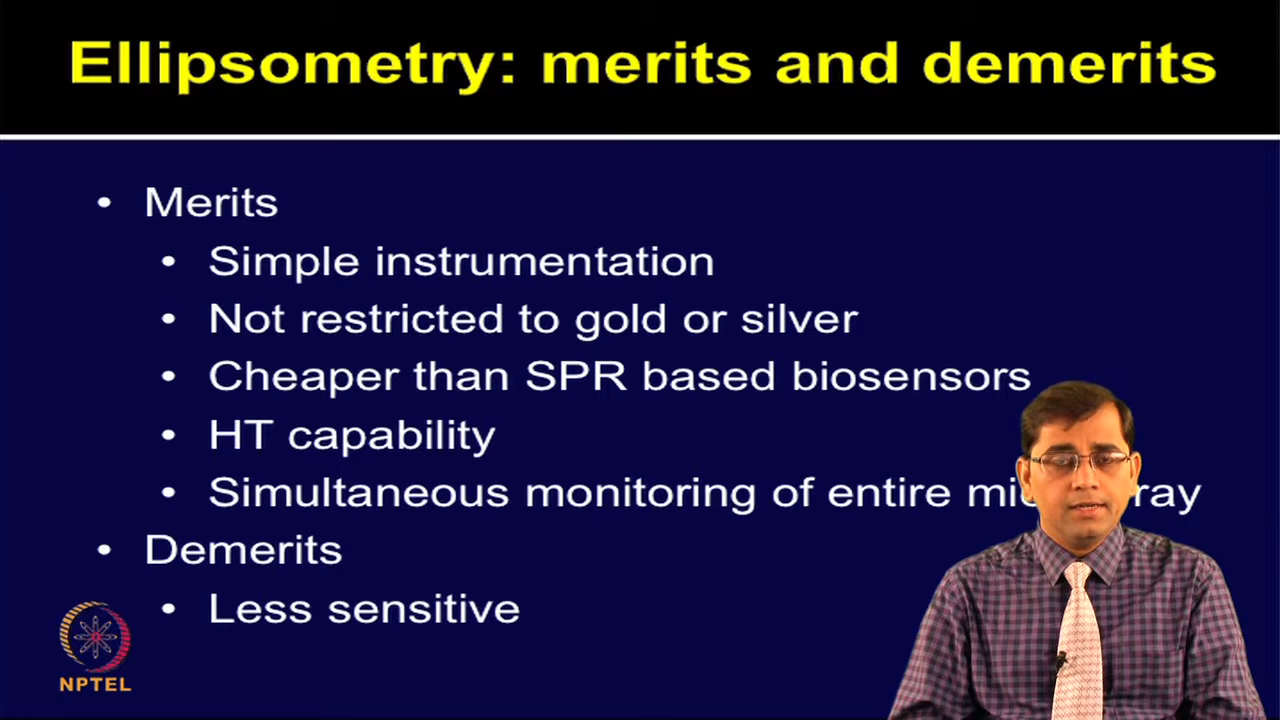 Ellipsometry: merits and demerits
• Merits
• Simple instrumentation
• Not restricted to gold or silver
• Cheaper than SPR based biosensors
• HT capability
• Simultaneous monitoring of entire
• Demerits
• Less sensitive
NPTEL